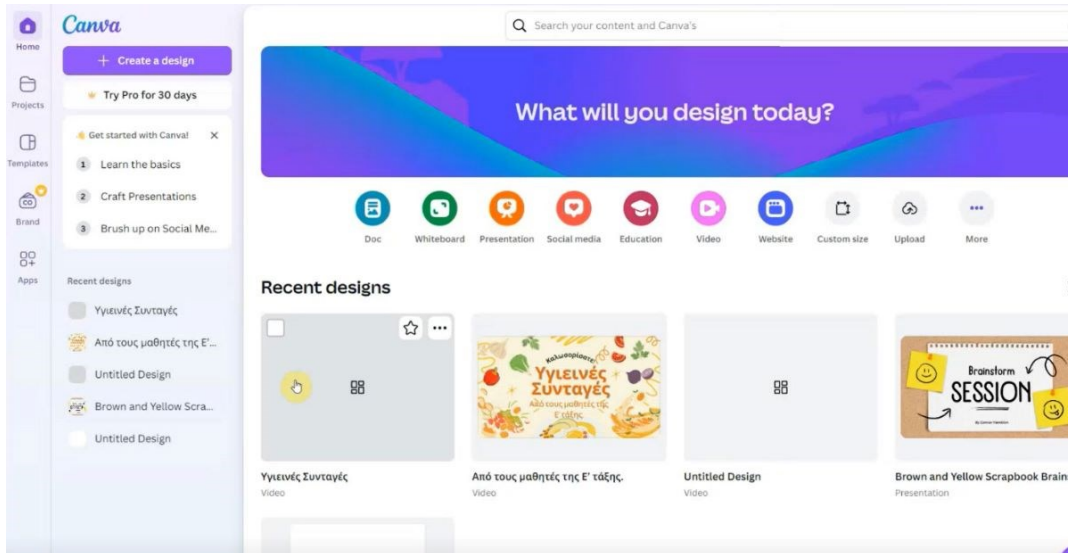 Home
Projects
Templates
Brand
Apps
Canva
+ Create a design
Try Pro for 30 days
Get started with Canva!
1 Learn the basics
2 Craft Presentations
3 Brush up on Social Me...
Recent designs
Υγιεινές Συνταγές
Από τους μαθητές της Ε'...
Untitled Design
Brown and Yellow Scra...
Untitled Design
Search your content and Canva's
What will you design today?
Doc
Whiteboard
Presentation
Social media
Education
Video
Website
Custom size
Upload
More
Recent designs
Καλωσορίσατε!
Υγιεινές
Συνταγές
Από τους μαθητές της
Ε' τάξης
Brainstorm
SESSION
Υγιεινές Συνταγές
Video
Από τους μαθητές της Ε' τάξης.
Video
Untitled Design
Video
Brown and Yellow Scrapbook Brain
Presentation